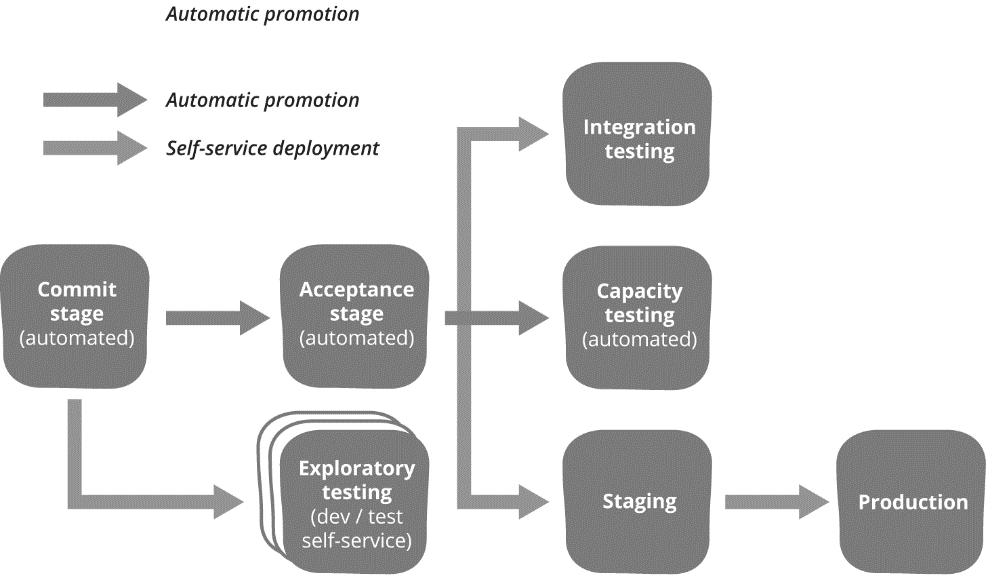 Automatic promotion
Automatic promotion
Self-service deployment
Integration
testing
Commit
stage
(automated)
Acceptance
stage
(automated)
Capacity
testing
(automated)
Exploratory
testing
(dev / test
self-service)
Staging
Production